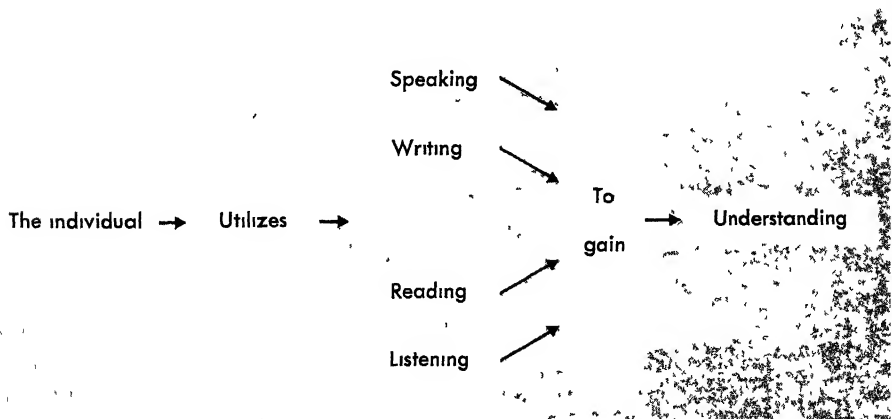 Speaking
Writing
The individual → Utilizes → To gain → Understanding
Reading
Listening